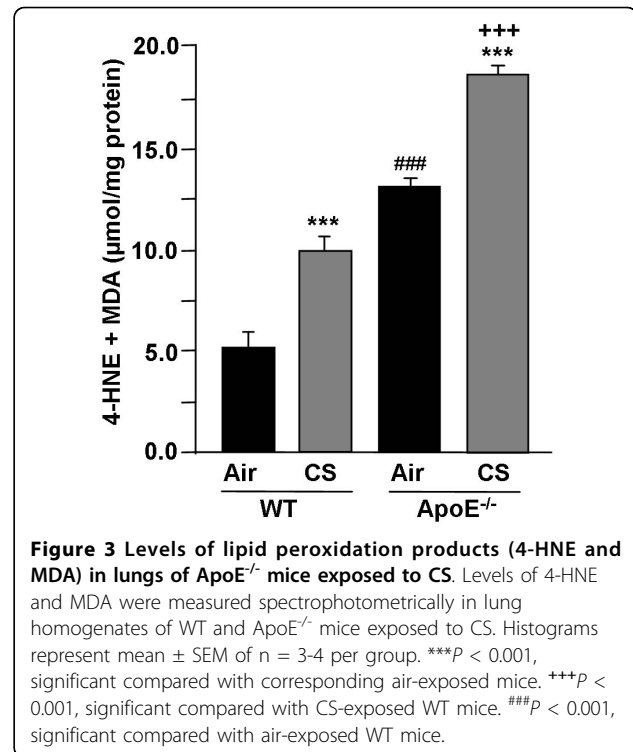 +++
20.0
***
15.0
###
***
10.0
5.0
0.0
4-HNE + MDA (μmol/mg protein)
Air CS Air CS
WT ApoE-/-
Figure 3 Levels of lipid peroxidation products (4-HNE and
MDA) in lungs of ApoE-/- mice exposed to CS. Levels of 4-HNE
and MDA were measured spectrophotometrically in lung
homogenates of WT and ApoE-/- mice exposed to CS. Histograms
represent mean ± SEM of n = 3-4 per group. ***P < 0.001,
significant compared with corresponding air-exposed mice. +++P <
0.001, significant compared with CS-exposed WT mice. ###P < 0.001,
significant compared with air-exposed WT mice.